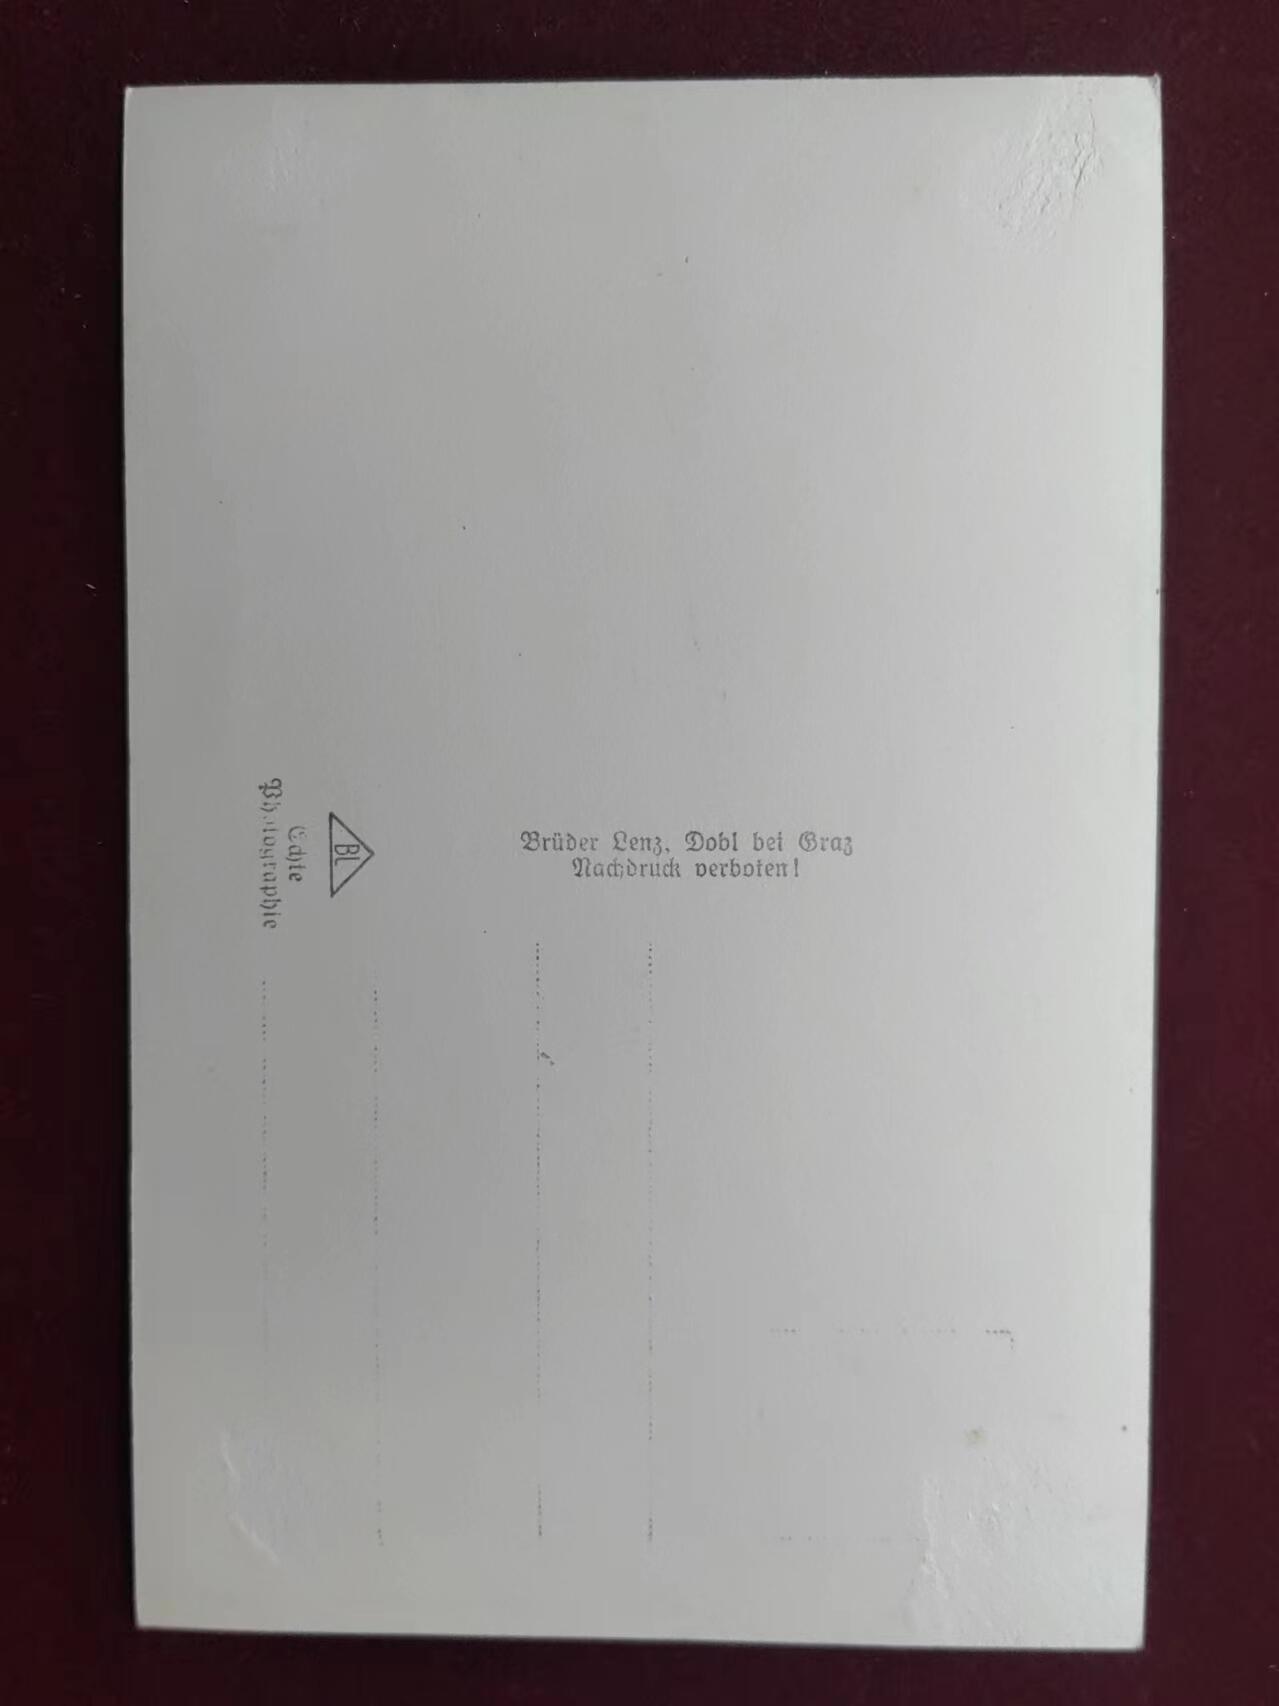 Brüder Lenz, Dobl bei Graz
Nachdruck verboten!
BL
Echte
Photographie